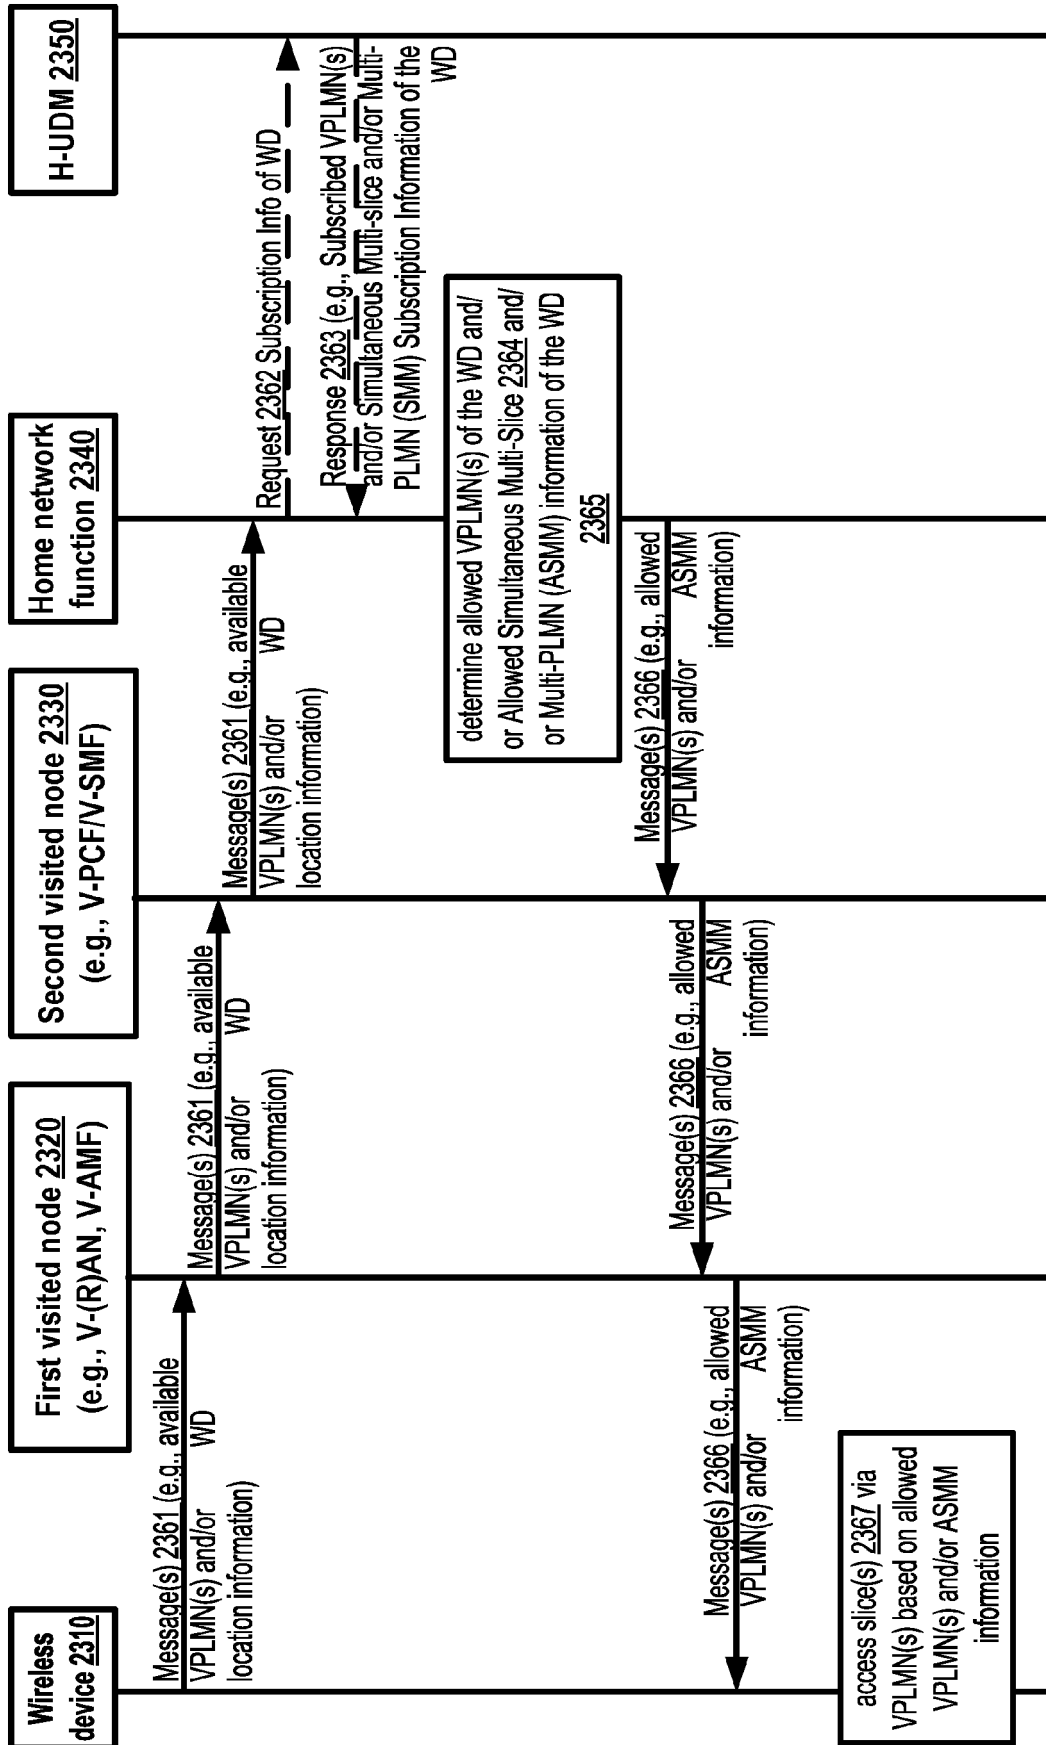 Wireless
device 2310
First visited node 2320
(e.g., V-(R)AN, V-AMF)
Second visited node 2330
(e.g., V-PCF/V-SMF)
Home network
function 2340
H-UDM 2350
Message(s) 2361 (e.g., available
VPLMN(s) and/or WD
location information)
Message(s) 2361 (e.g., available
VPLMN(s) and/or WD
location information)
Message(s) 2361 (e.g., available
VPLMN(s) and/or WD
location information)
Request 2362 Subscription Info of WD
Response 2363 (e.g., Subscribed VPLMN(s)
and/or Simultaneous Multi-slice and/or Multi-
PLMN (SMM) Subscription Information of the
WD
determine allowed VPLMN(s) of the WD and/
or Allowed Simultaneous Multi-Slice 2364 and/
or Multi-PLMN (ASMM) information of the WD
2365
Message(s) 2366 (e.g., allowed
VPLMN(s) and/or ASMM
information)
Message(s) 2366 (e.g., allowed
VPLMN(s) and/or ASMM
information)
Message(s) 2366 (e.g., allowed
VPLMN(s) and/or ASMM
information)
access slice(s) 2367 via
VPLMN(s) based on allowed
VPLMN(s) and/or ASMM
information